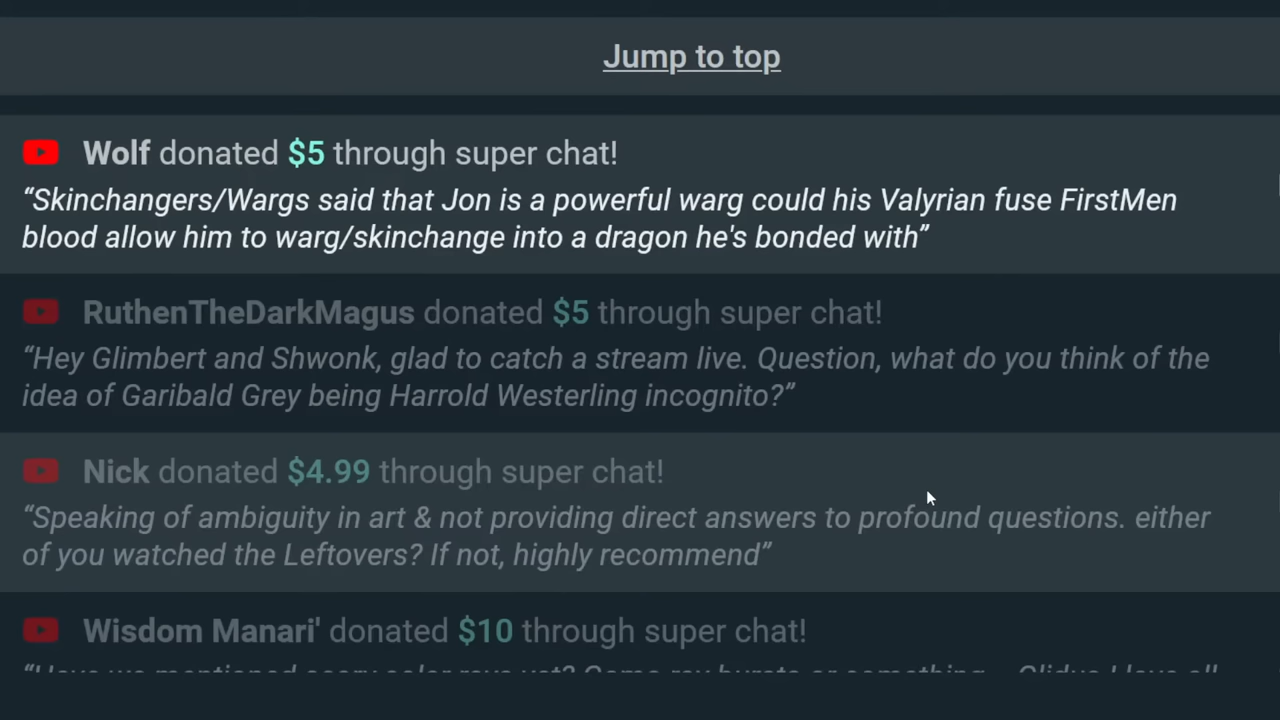 Jump to top
Wolf donated $5 through super chat!
“Skinchangers/Wargs said that Jon is a powerful warg could his Valyrian fuse FirstMen
blood allow him to warg/skinchange into a dragon he's bonded with”
RuthenTheDarkMagus donated $5 through super chat!
“Hey Glimbert and Shwonk, glad to catch a stream live. Question, what do you think of the
idea of Garibald Grey being Harrold Westerling incognito?”
Nick donated $4.99 through super chat!
“Speaking of ambiguity in art & not providing direct answers to profound questions. either
of you watched the Leftovers? If not, highly recommend”
Wisdom Manari' donated $10 through super chat!